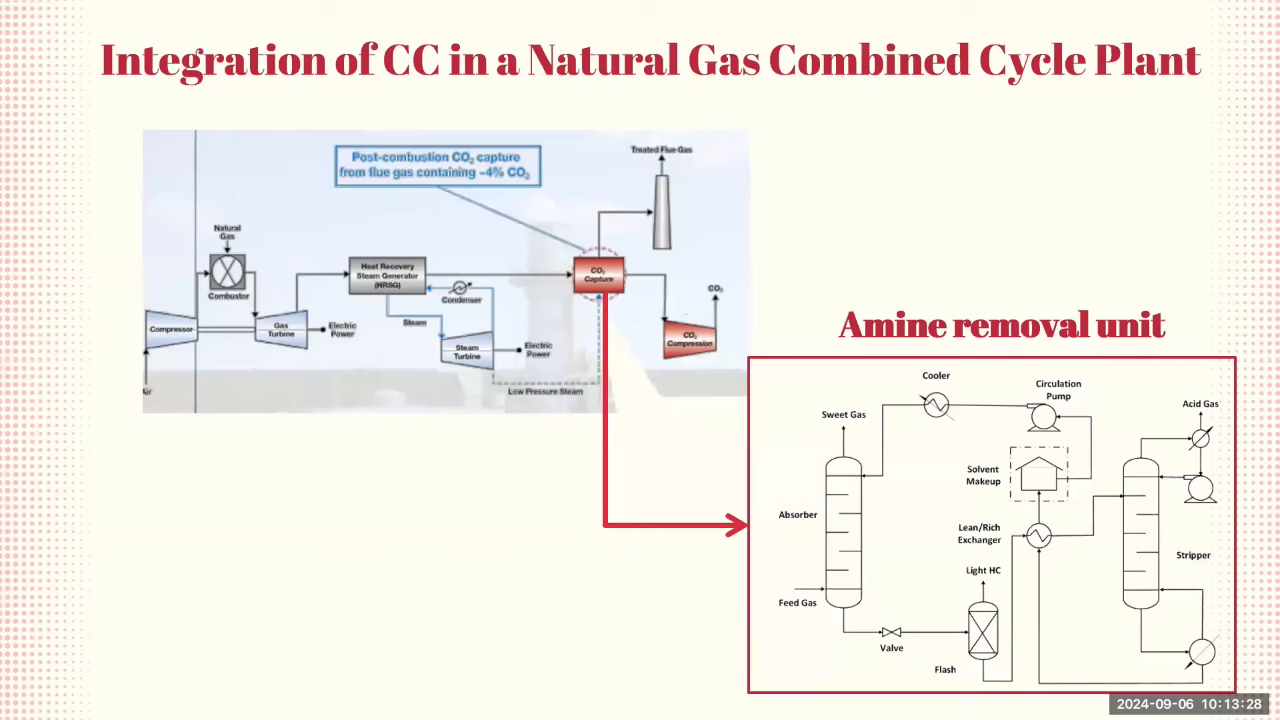 Integration of CC in a Natural Gas Combined Cycle Plant
Post-combustion CO₂ capture
from flue gas containing ~4% CO₂
Treated Flue Gas
Natural
Gas
Combustor
Compressor
Air
Gas
Turbine
Electric
Power
Heat Recovery
Steam Generator
(HRSG)
Condenser
Steam
Steam
Turbine
Electric
Power
Low Pressure Steam
CO₂
Capture
CO₂
CO₂
Compression
Amine removal unit
Cooler
Circulation
Pump
Acid Gas
Sweet Gas
Solvent
Makeup
Absorber
Lean/Rich
Exchanger
Stripper
Light HC
Feed Gas
Valve
Flash
2024-09-06 10:13:28